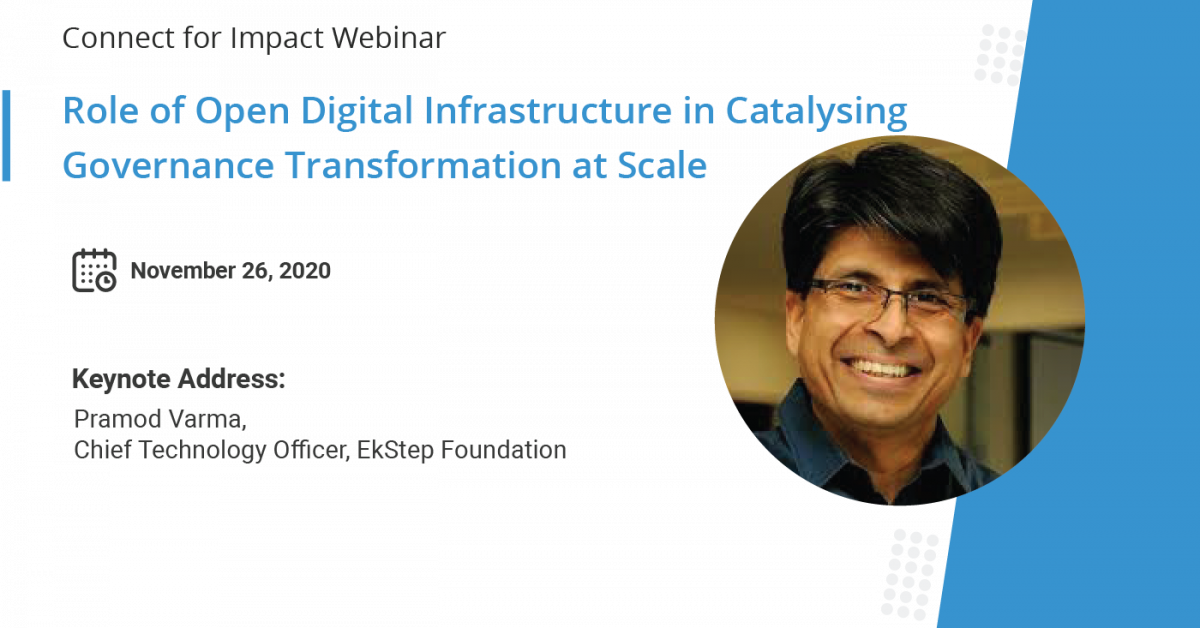 Connect for Impact Webinar
Role of Open Digital Infrastructure in Catalysing
Governance Transformation at Scale
November 26, 2020
Keynote Address:
Pramod Varma,
Chief Technology Officer, EkStep Foundation